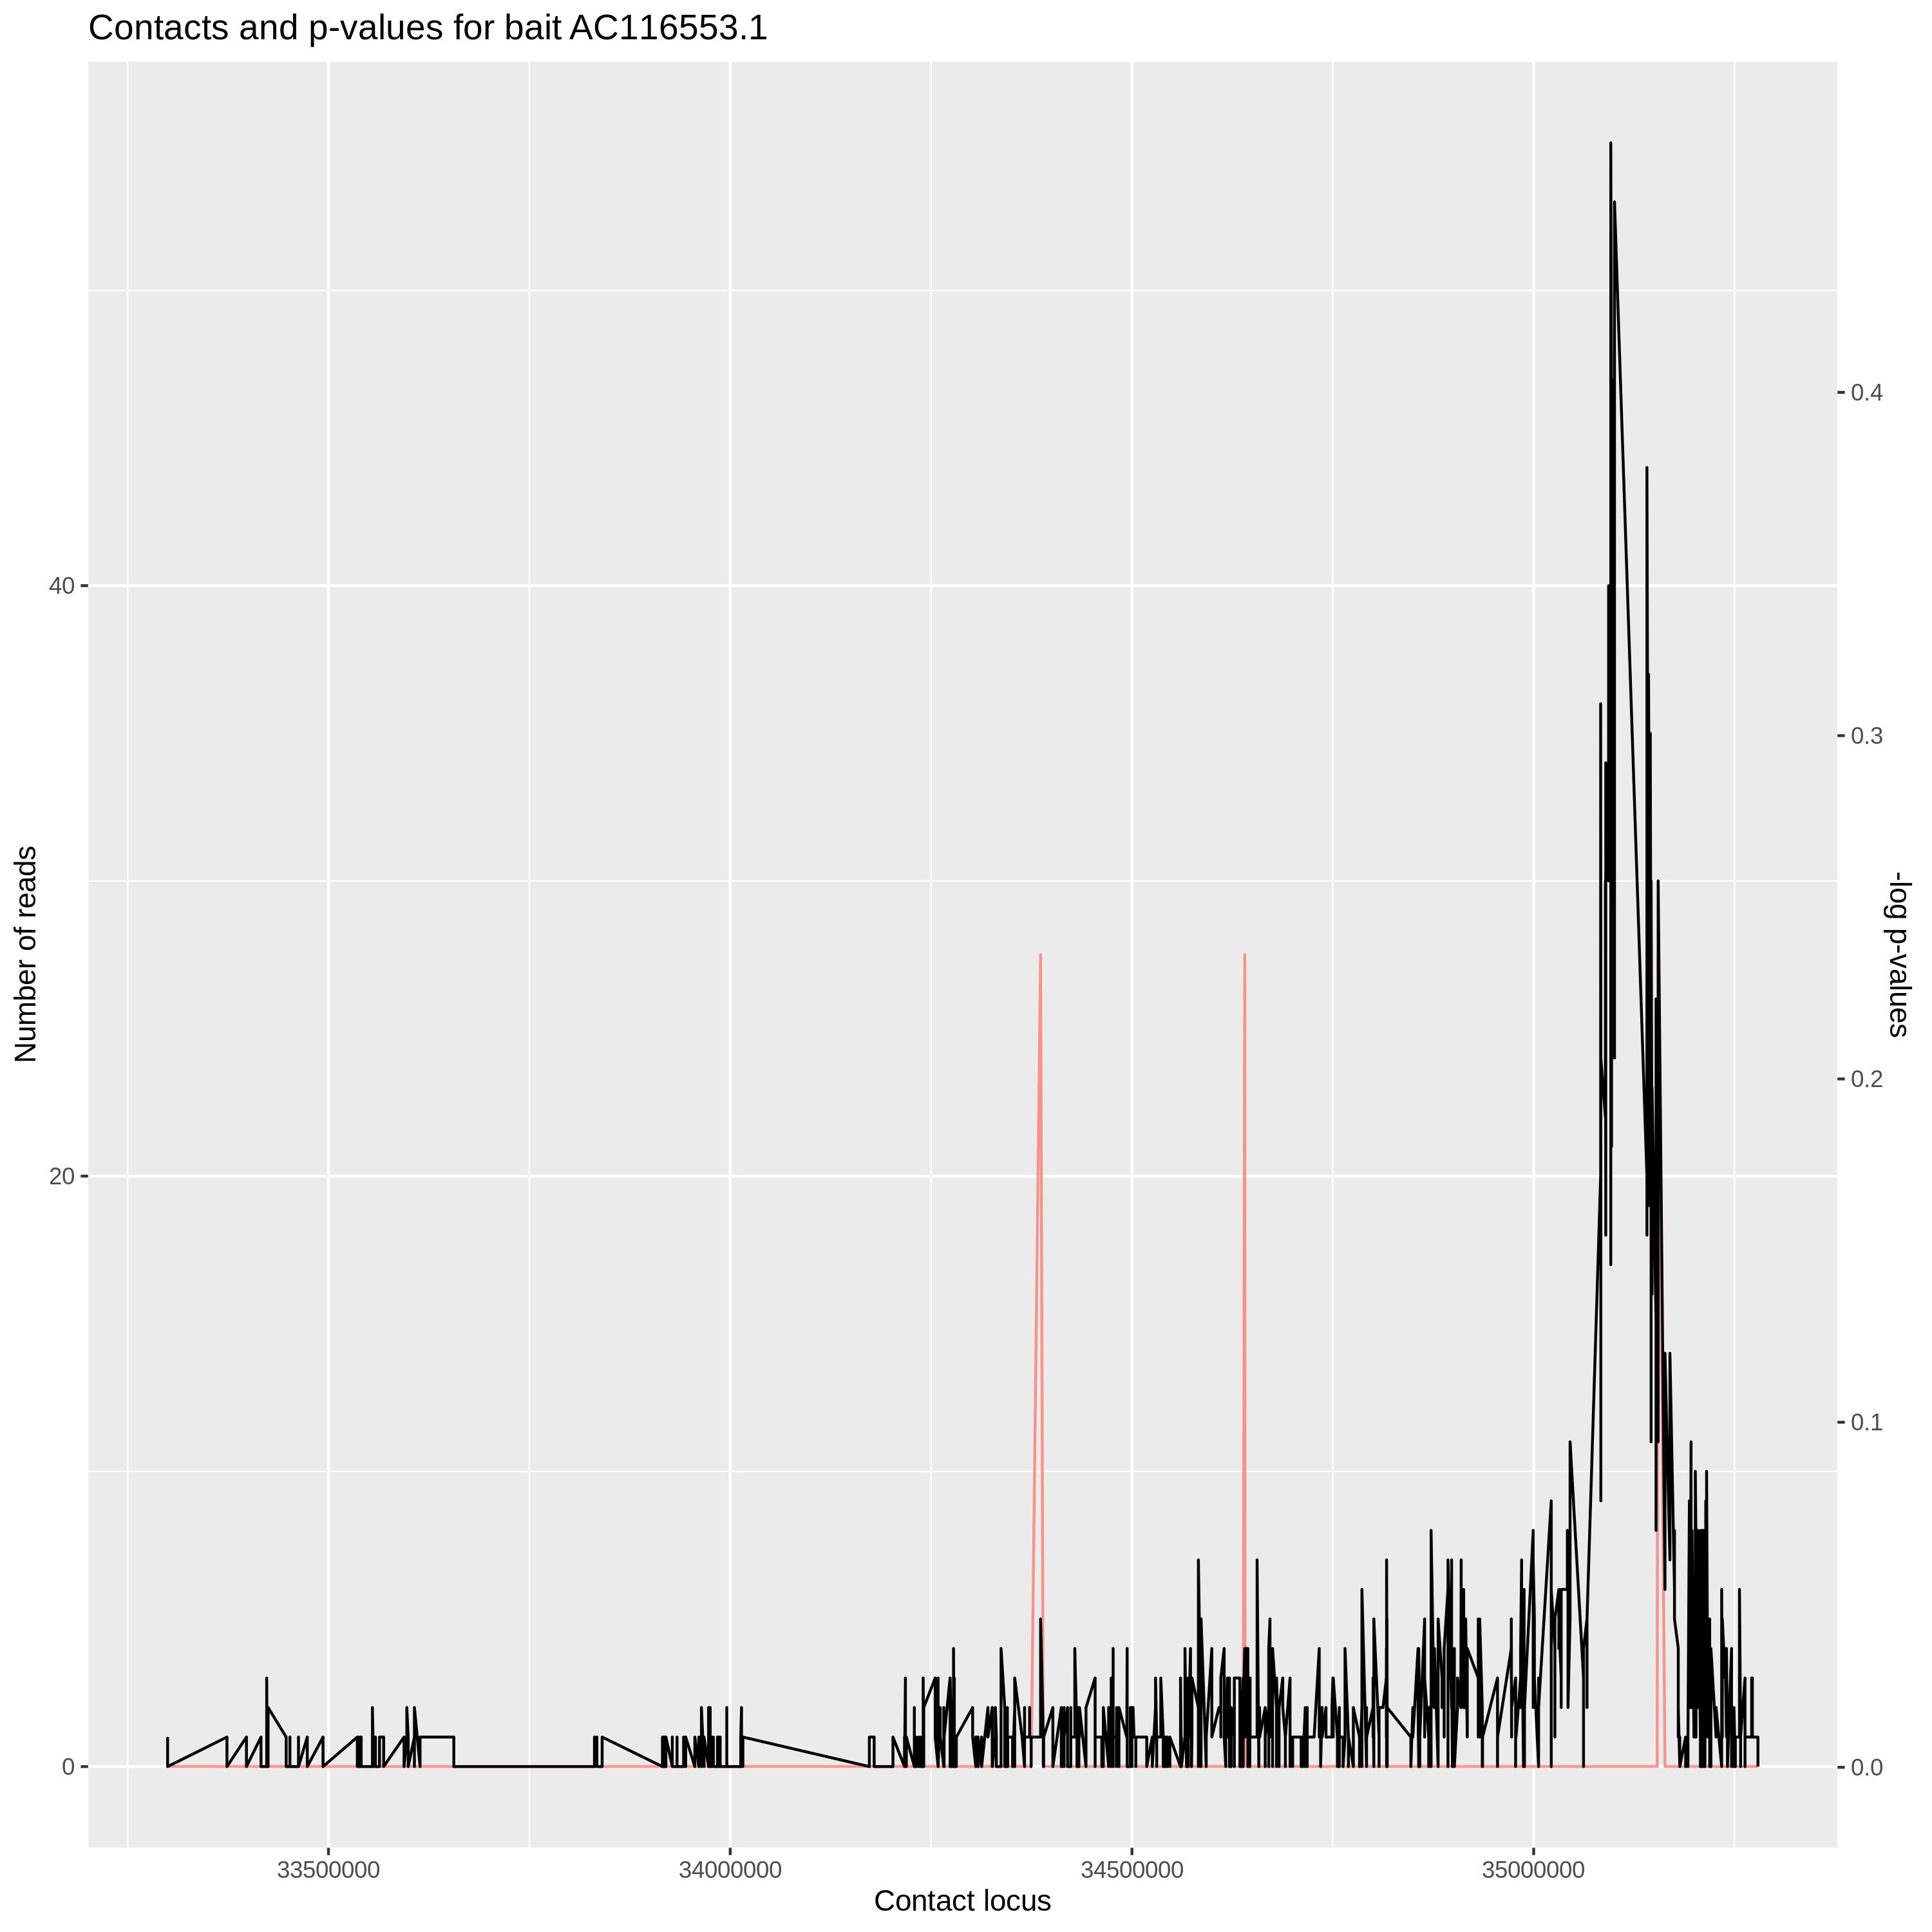 Contacts and p-values for bait AC116553.1
Number of reads
40
20
0
0.4
0.3
0.2
0.1
0.0
-log p-values
33500000 34000000 34500000 35000000
Contact locus